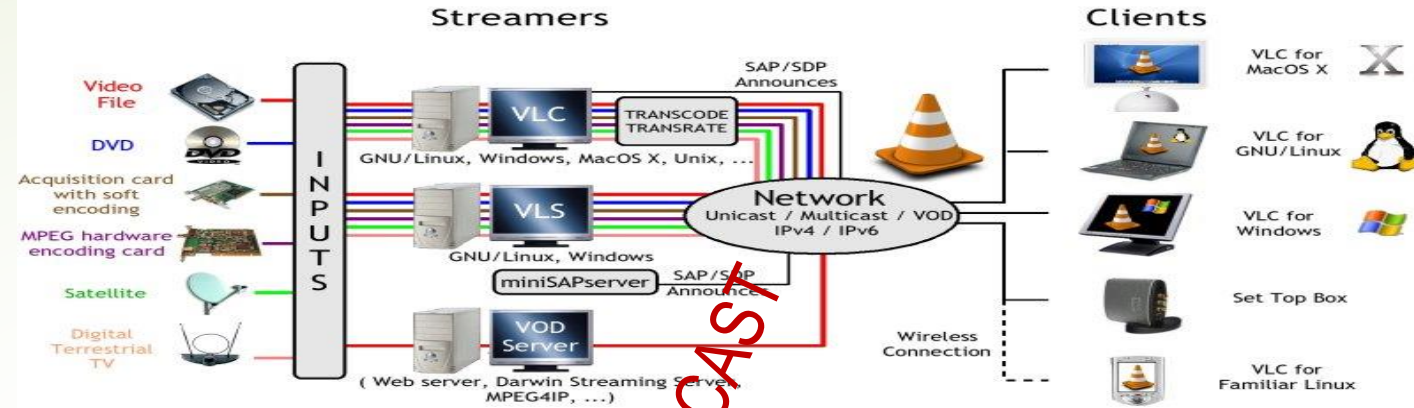 Streamers
Clients
Video
File
DVD
Acquisition card
with soft
encoding
MPEG hardware
encoding card
Satellite
Digital
Terrestrial
TV
INPUTS
VLC
GNU/Linux, Windows, MacOS X, Unix, ...
TRANSCODE
TRANSRATE
SAP/SDP
Announces
VLS
GNU/Linux, Windows
miniSAPserver
SAP/SDP
Announces
VOD
Server
( Web server, Darwin Streaming Server,
MPEG4IP, ...)
Network
Unicast / Multicast / VOD
IPv4 / IPv6
Wireless
Connection
VLC for
MacOS X
X
VLC for
GNU/Linux
VLC for
Windows
Set Top Box
VLC for
Familiar Linux
CAST